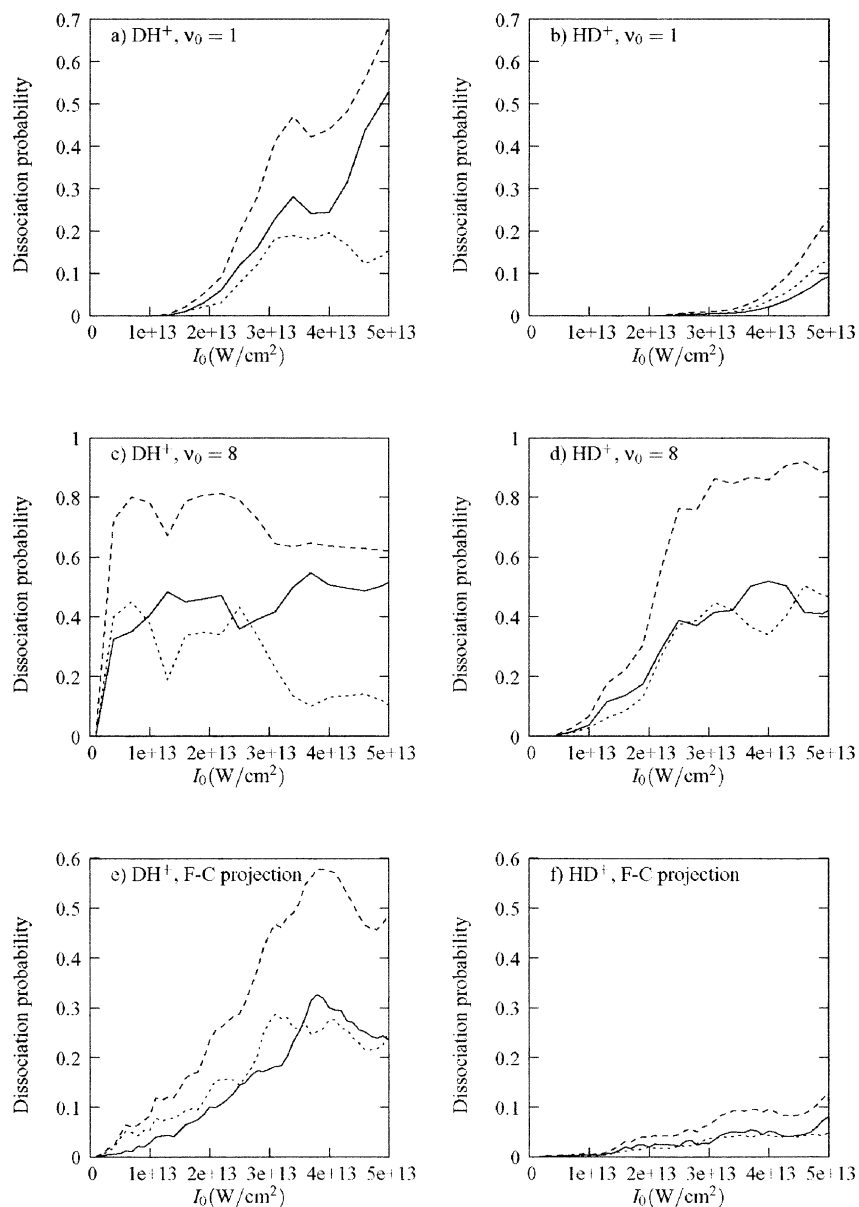 a) DH⁺, ν₀ = 1
Dissociation probability
0.7
0.6
0.5
0.4
0.3
0.2
0.1
0
0
1e+13
2e+13
3e+13
4e+13
5e+13
I₀(W/cm²)
b) HD⁺, ν₀ = 1
Dissociation probability
0.7
0.6
0.5
0.4
0.3
0.2
0.1
0
0
1e+13
2e+13
3e+13
4e+13
5e+13
I₀(W/cm²)
c) DH⁺, ν₀ = 8
Dissociation probability
1
0.8
0.6
0.4
0.2
0
0
1e+13
2e+13
3e+13
4e+13
5e+13
I₀(W/cm²)
d) HD⁺, ν₀ = 8
Dissociation probability
1
0.8
0.6
0.4
0.2
0
0
1e+13
2e+13
3e+13
4e+13
5e+13
I₀(W/cm²)
e) DH⁺, F-C projection
Dissociation probability
0.6
0.5
0.4
0.3
0.2
0.1
0
0
1e+13
2e+13
3e+13
4e+13
5e+13
I₀(W/cm²)
f) HD⁺, F-C projection
Dissociation probability
0.6
0.5
0.4
0.3
0.2
0.1
0
0
1e+13
2e+13
3e+13
4e+13
5e+13
I₀(W/cm²)